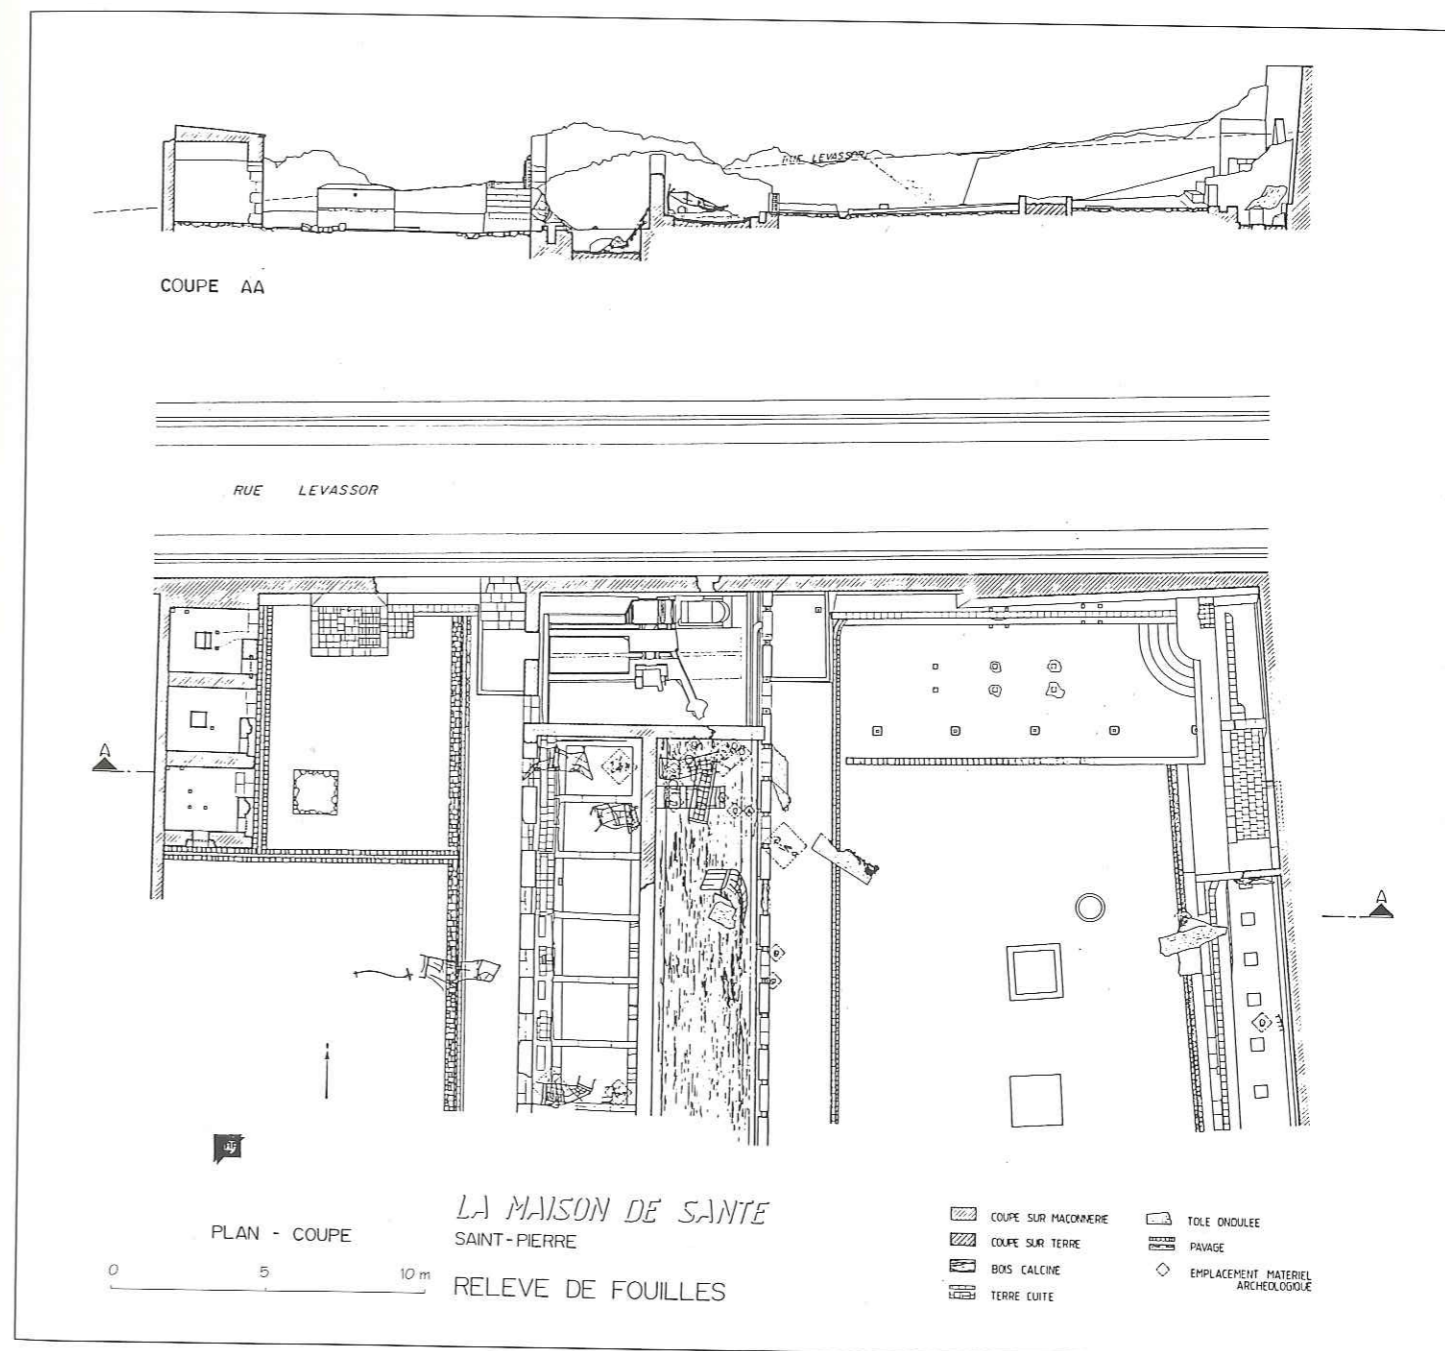 RUE LEVASSOR
COUPE AA
RUE LEVASSOR
A
A
PLAN - COUPE
0 5 10 m
LA MAISON DE SANTE
SAINT-PIERRE
RELEVE DE FOUILLES
COUPE SUR MACONNERIE
COUPE SUR TERRE
BOIS CALCINE
TERRE CUITE
TOLE ONDULEE
PAVAGE
EMPLACEMENT MATERIEL
ARCHEOLOGIQUE